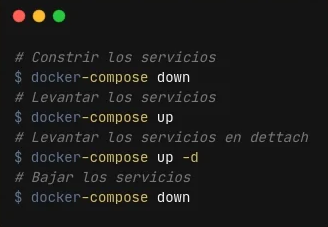 # Constrir los servicios
$ docker-compose down
# Levantar los servicios
$ docker-compose up
# Levantar los servicios en dettach
$ docker-compose up -d
# Bajar los servicios
$ docker-compose down